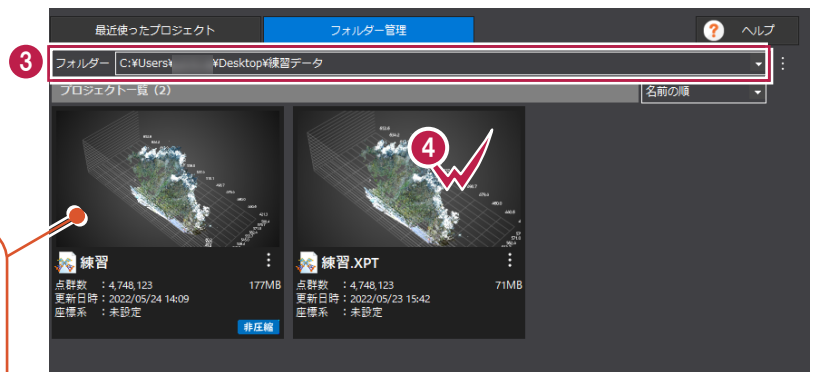 最近使ったプロジェクト
フォルダー管理
? ヘルプ
3
フォルダー C:¥Users¥ ¥Desktop¥練習データ
プロジェクト一覧 (2)
名前の順
4
練習
点群数 : 4,748,123 177MB
更新日時 : 2022/05/24 14:09
座標系 : 未設定
非圧縮
練習.XPT
点群数 : 4,748,123 71MB
更新日時 : 2022/05/23 15:42
座標系 : 未設定